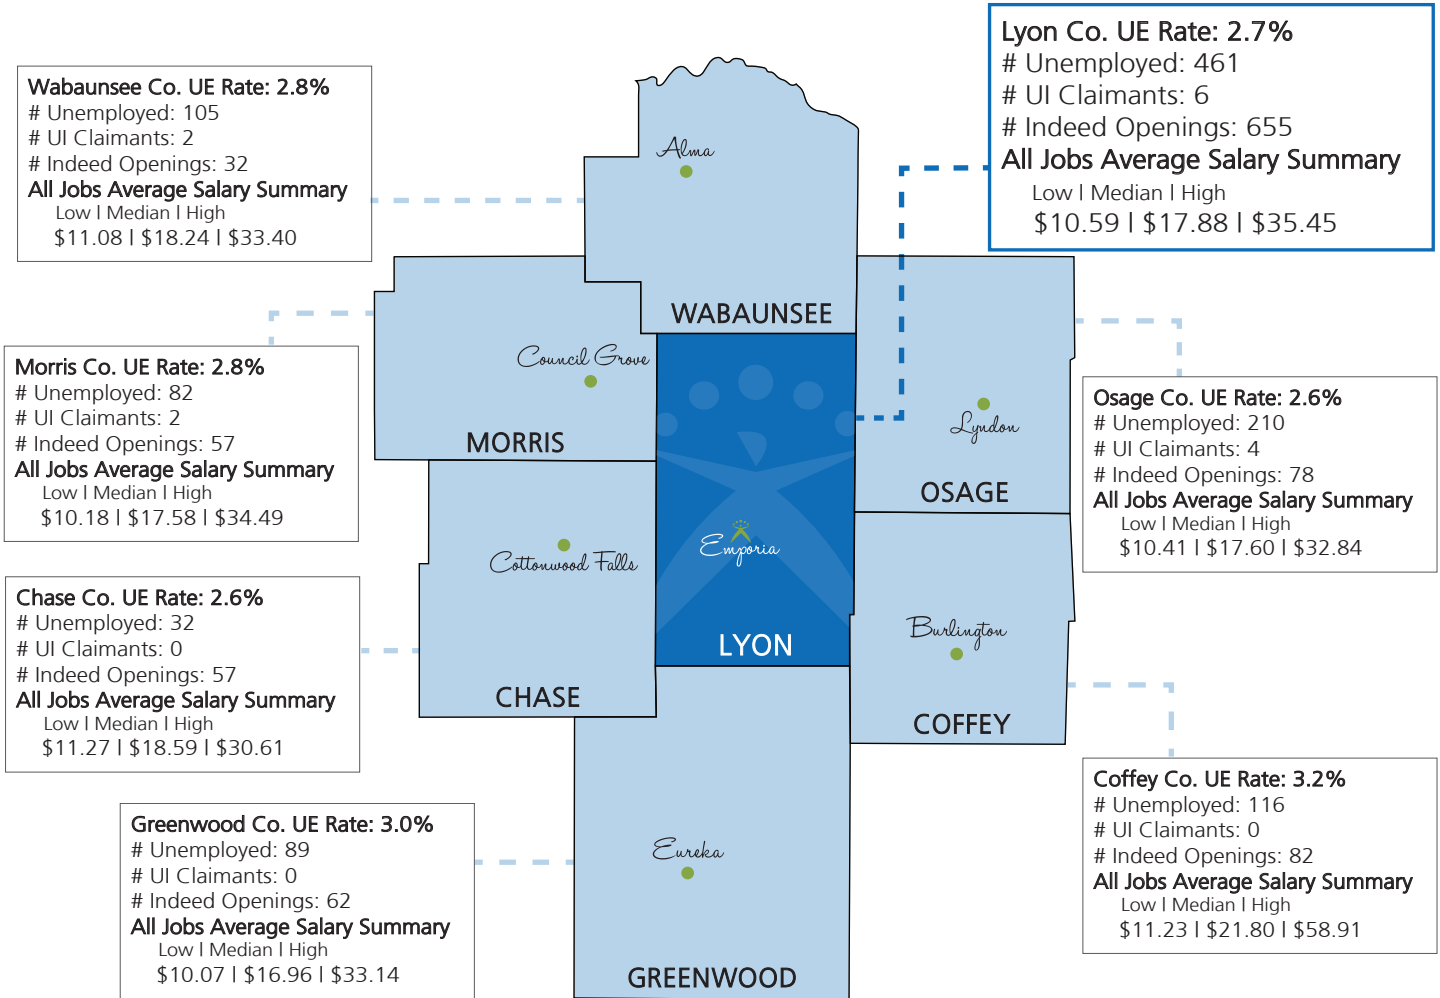 Lyon Co. UE Rate: 2.7%
# Unemployed: 461
# UI Claimants: 6
# Indeed Openings: 655
All Jobs Average Salary Summary
Low | Median | High
$10.59 | $17.88 | $35.45
Wabaunsee Co. UE Rate: 2.8%
# Unemployed: 105
# UI Claimants: 2
# Indeed Openings: 32
All Jobs Average Salary Summary
Low | Median | High
$11.08 | $18.24 | $33.40
Alma
WABAUNSEE
Morris Co. UE Rate: 2.8%
# Unemployed: 82
# UI Claimants: 2
# Indeed Openings: 57
All Jobs Average Salary Summary
Low | Median | High
$10.18 | $17.58 | $34.49
Council Grove
MORRIS
Lyndon
OSAGE
Osage Co. UE Rate: 2.6%
# Unemployed: 210
# UI Claimants: 4
# Indeed Openings: 78
All Jobs Average Salary Summary
Low | Median | High
$10.41 | $17.60 | $32.84
Emporia
LYON
Cottonwood Falls
CHASE
Chase Co. UE Rate: 2.6%
# Unemployed: 32
# UI Claimants: 0
# Indeed Openings: 57
All Jobs Average Salary Summary
Low | Median | High
$11.27 | $18.59 | $30.61
Burlington
COFFEY
Coffey Co. UE Rate: 3.2%
# Unemployed: 116
# UI Claimants: 0
# Indeed Openings: 82
All Jobs Average Salary Summary
Low | Median | High
$11.23 | $21.80 | $58.91
Greenwood Co. UE Rate: 3.0%
# Unemployed: 89
# UI Claimants: 0
# Indeed Openings: 62
All Jobs Average Salary Summary
Low | Median | High
$10.07 | $16.96 | $33.14
Eureka
GREENWOOD